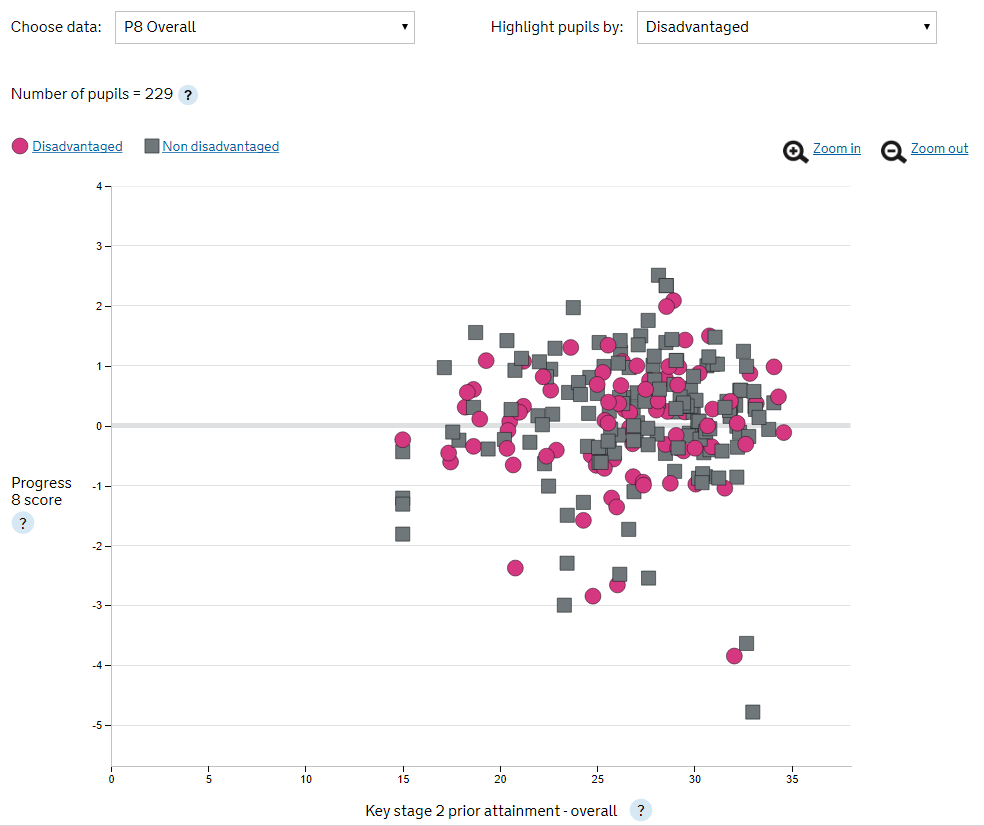 Choose data: P8 Overall ▼ Highlight pupils by: Disadvantaged ▼
Number of pupils = 229 ?
Disadvantaged Non disadvantaged Zoom in Zoom out
4
3
2
1
0
-1
-2
-3
-4
-5
Progress
8 score
?
0 5 10 15 20 25 30 35
Key stage 2 prior attainment - overall ?